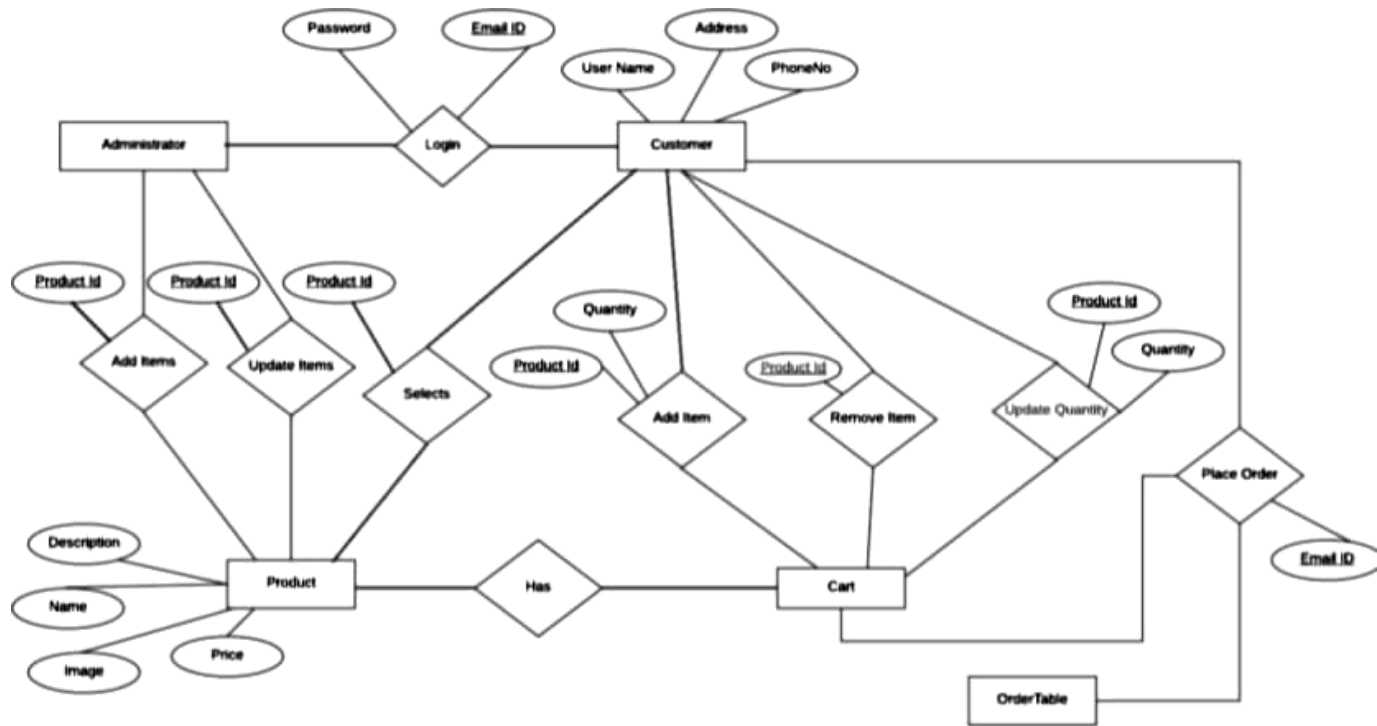 Password
Email ID
Address
User Name
PhoneNo
Administrator
Login
Customer
Product Id
Product Id
Product Id
Quantity
Product Id
Product Id
Product Id
Quantity
Add Items
Update Items
Selects
Add Item
Remove Item
Update Quantity
Place Order
Email ID
Description
Name
Image
Price
Product
Has
Cart
OrderTable